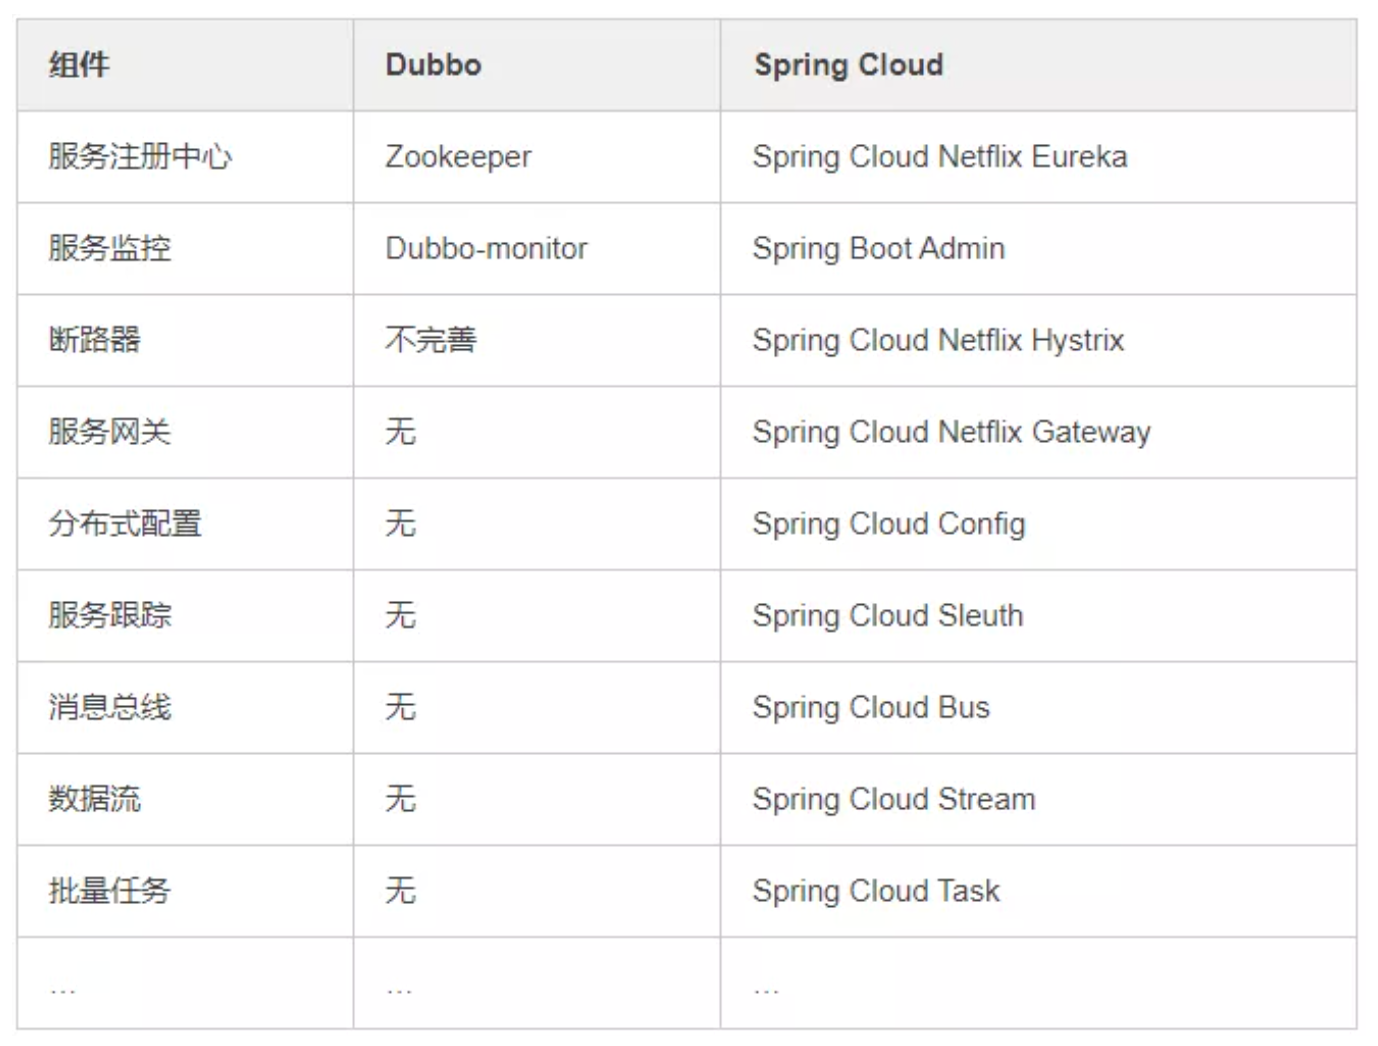 组件 Dubbo Spring Cloud
服务注册中心 Zookeeper Spring Cloud Netflix Eureka
服务监控 Dubbo-monitor Spring Boot Admin
断路器 不完善 Spring Cloud Netflix Hystrix
服务网关 无 Spring Cloud Netflix Gateway
分布式配置 无 Spring Cloud Config
服务跟踪 无 Spring Cloud Sleuth
消息总线 无 Spring Cloud Bus
数据流 无 Spring Cloud Stream
批量任务 无 Spring Cloud Task
... ... ...